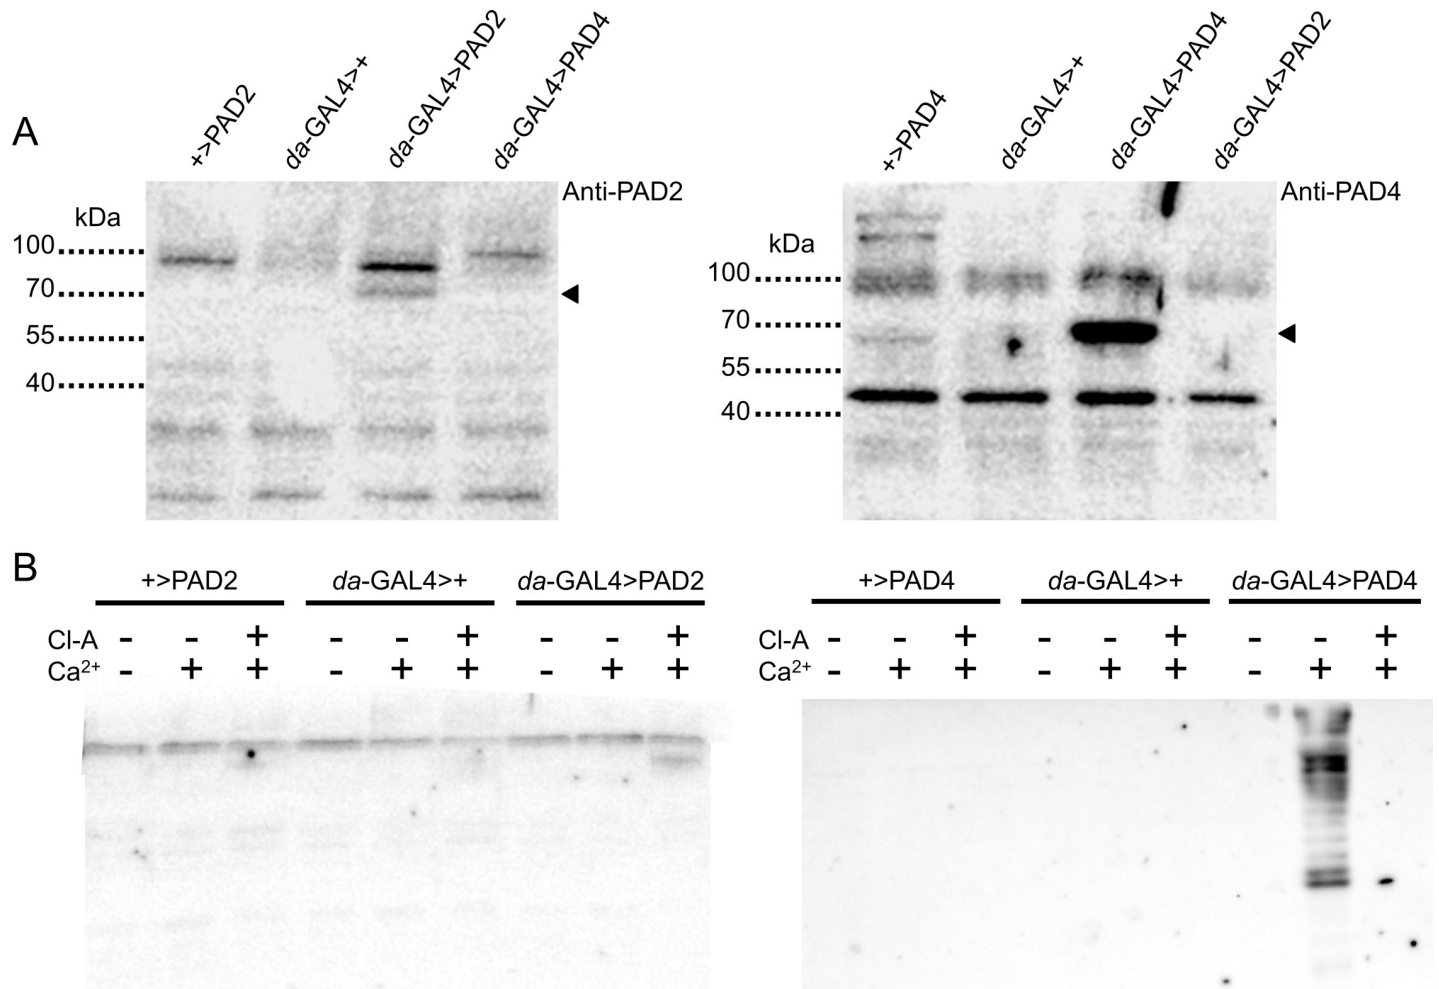 A
+>PAD2
da-GAL4>+
da-GAL4>PAD2
da-GAL4>PAD4
Anti-PAD2
kDa
100
70
55
40
+>PAD4
da-GAL4>+
da-GAL4>PAD4
da-GAL4>PAD2
Anti-PAD4
kDa
100
70
55
40
B
+>PAD2 da-GAL4>+ da-GAL4>PAD2
Cl-A - - + - - + - - +
Ca²⁺ - + + - + + - + +
+>PAD4 da-GAL4>+ da-GAL4>PAD4
Cl-A - - + - - + - - +
Ca²⁺ - + + - + + - + +